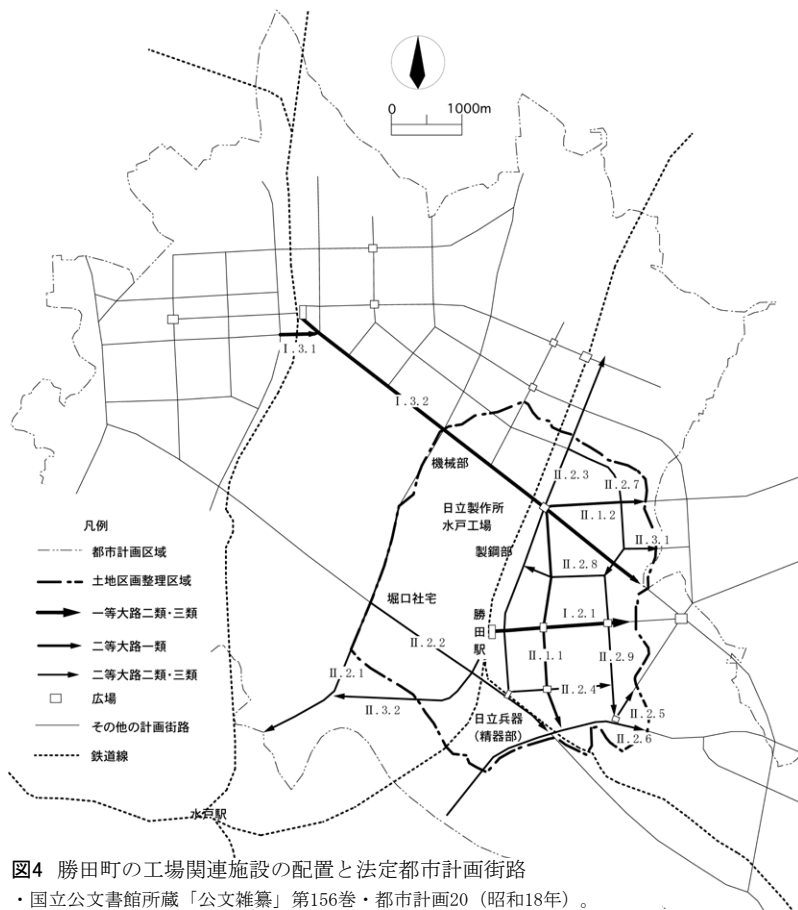 0 1000m
Ⅰ.3.1
Ⅰ.3.2
機械部
Ⅱ.2.3
Ⅱ.2.7
日立製作所
水戸工場
Ⅱ.1.2
製鋼部
Ⅱ.3.1
Ⅱ.2.8
堀口社宅
勝田駅
Ⅰ.2.1
Ⅱ.2.2
Ⅱ.1.1
Ⅱ.2.9
Ⅱ.2.1
Ⅱ.2.4
Ⅱ.3.2
Ⅱ.2.5
日立兵器
(精器部)
Ⅱ.2.6
水戸駅
凡例
都市計画区域
土地区画整理区域
一等大路二類・三類
二等大路一類
二等大路二類・三類
広場
その他の計画街路
鉄道線
図4 勝田町の工場関連施設の配置と法定都市計画街路
・国立公文書館所蔵「公文雑纂」第156巻・都市計画20(昭和18年)。